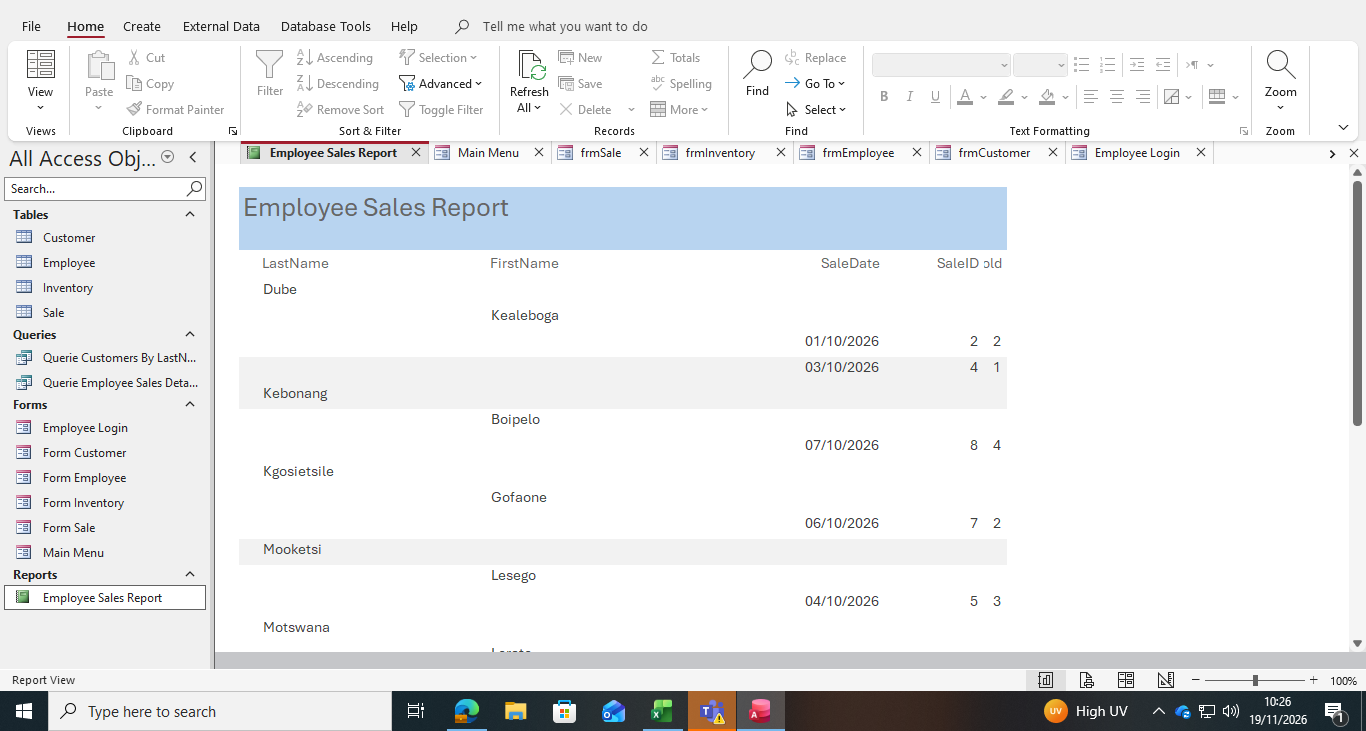 File Home Create External Data Database Tools Help Tell me what you want to do
View Paste Cut Copy Format Painter Filter Ascending Descending Remove Sort Selection Advanced Toggle Filter Refresh All New Save Delete Totals Spelling More Find Replace Go To Select Zoom
Views Clipboard Sort & Filter Records Find Text Formatting Zoom
All Access Obj...
Employee Sales Report Main Menu frmSale frmInventory frmEmployee frmCustomer Employee Login
Search...
Tables
Customer
Employee
Inventory
Sale
Queries
Querie Customers By LastN...
Querie Employee Sales Deta...
Forms
Employee Login
Form Customer
Form Employee
Form Inventory
Form Sale
Main Menu
Reports
Employee Sales Report
Employee Sales Report
LastName FirstName SaleDate SaleID old
Dube
Kealeboga
01/10/2026 2 2
03/10/2026 4 1
Kebonang
Boipelo
07/10/2026 8 4
Kgosietsile
Gofaone
06/10/2026 7 2
Mooketsi
Lesego
04/10/2026 5 3
Motswana
Report View 100%
Type here to search High UV 10:26
19/11/2026 1